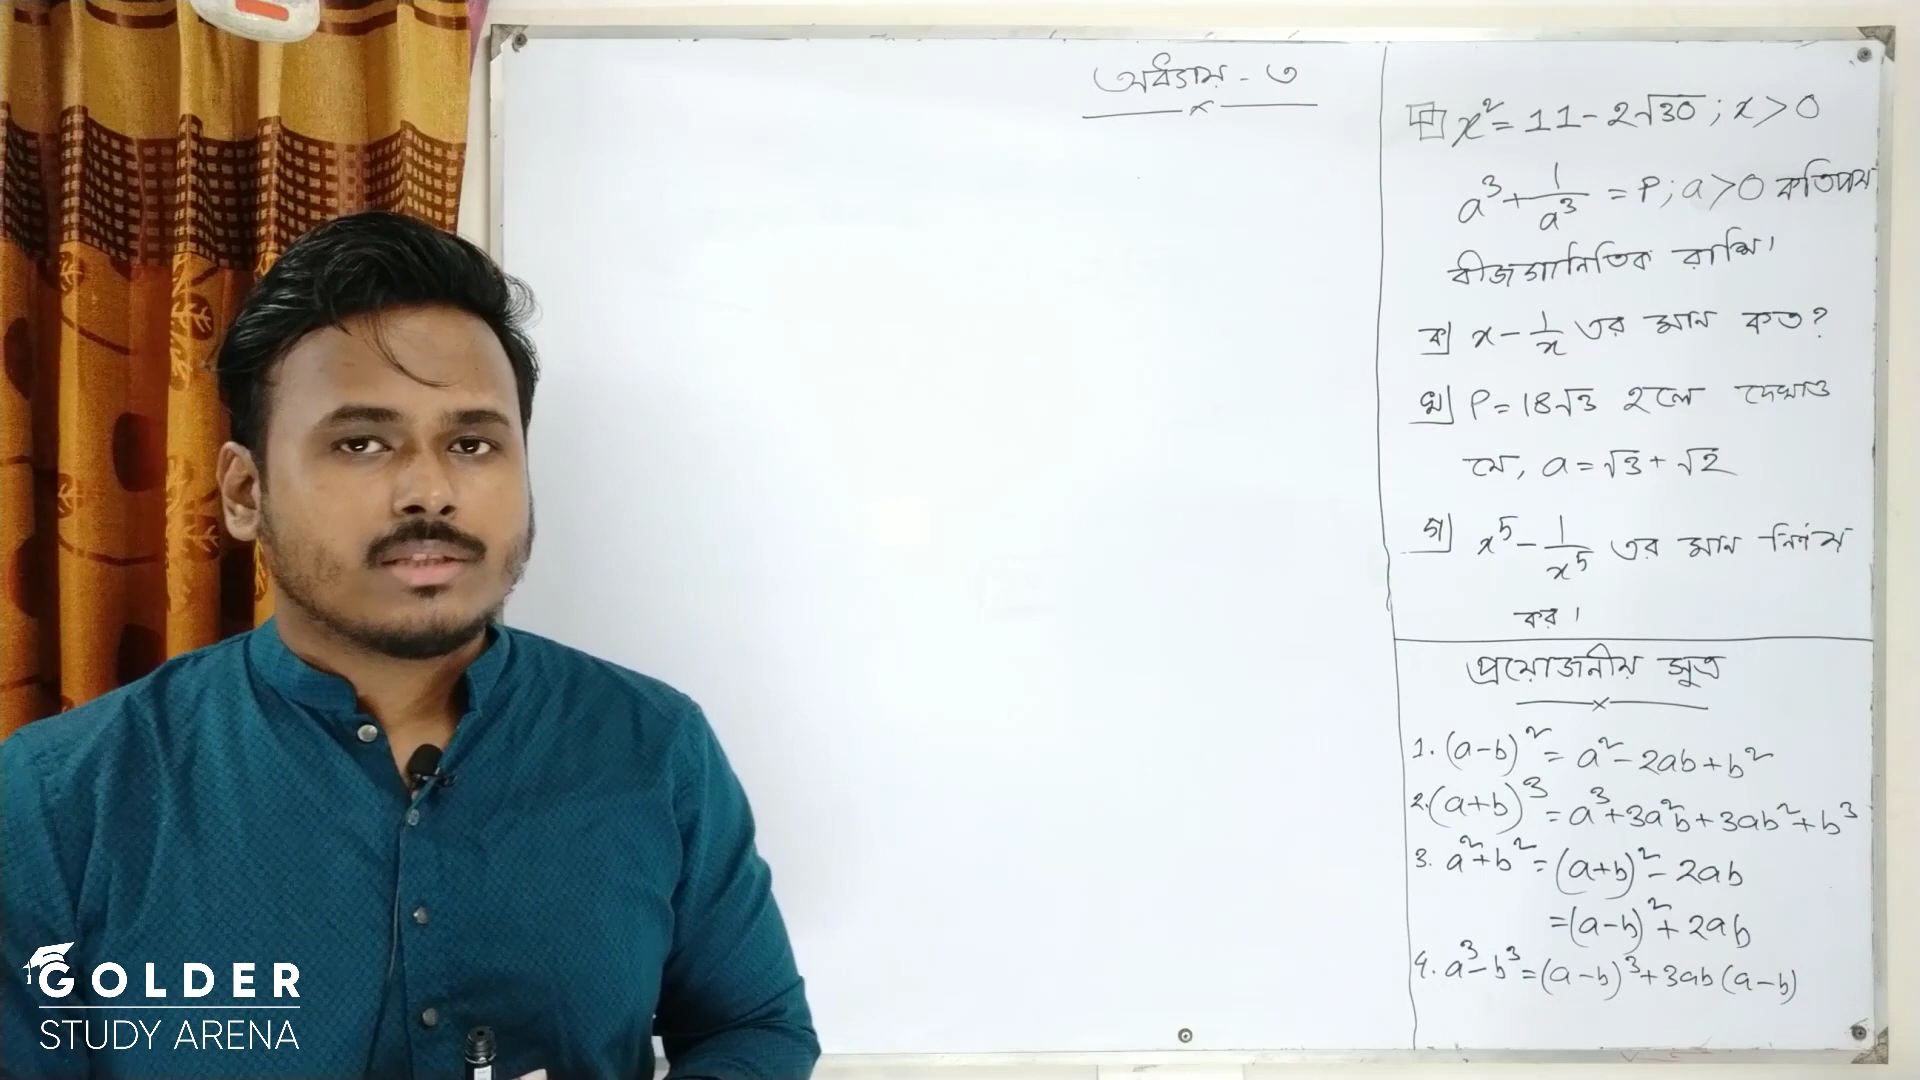 অধ্যায় - ৩
x² = 11 - 2√30 ; x > 0
a³ + 1/a³ = P ; a > 0 কতিপয়
বীজগানিতিক রাশি।
ক) x - 1/x এর মান কত?
খ) P = 18√3 হলে দেখাও
যে, a = √3 + √2
গ) x⁵ - 1/x⁵ এর মান নির্ণয়
কর।
প্রয়োজনীয় সূত্র
1. (a-b)² = a² - 2ab + b²
2. (a+b)³ = a³ + 3a²b + 3ab² + b³
3. a² + b² = (a+b)² - 2ab
= (a-b)² + 2ab
4. a³ - b³ = (a-b)³ + 3ab(a-b)
GOLDER
STUDY ARENA